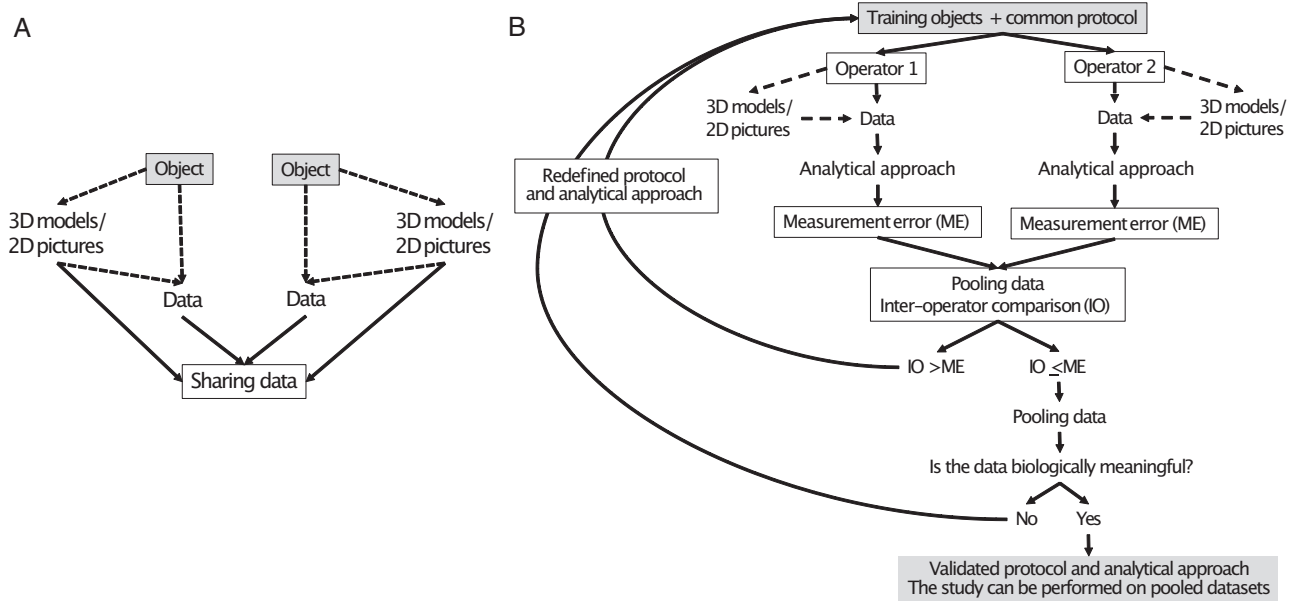 A
Object
Object
3D models/
2D pictures
3D models/
2D pictures
Data
Data
Sharing data
B
Training objects + common protocol
Operator 1
Operator 2
3D models/
2D pictures
Data
Data
3D models/
2D pictures
Analytical approach
Analytical approach
Redefined protocol
and analytical approach
Measurement error (ME)
Measurement error (ME)
Pooling data
Inter-operator comparison (IO)
IO >ME
IO ≤ME
Pooling data
Is the data biologically meaningful?
No
Yes
Validated protocol and analytical approach
The study can be performed on pooled datasets